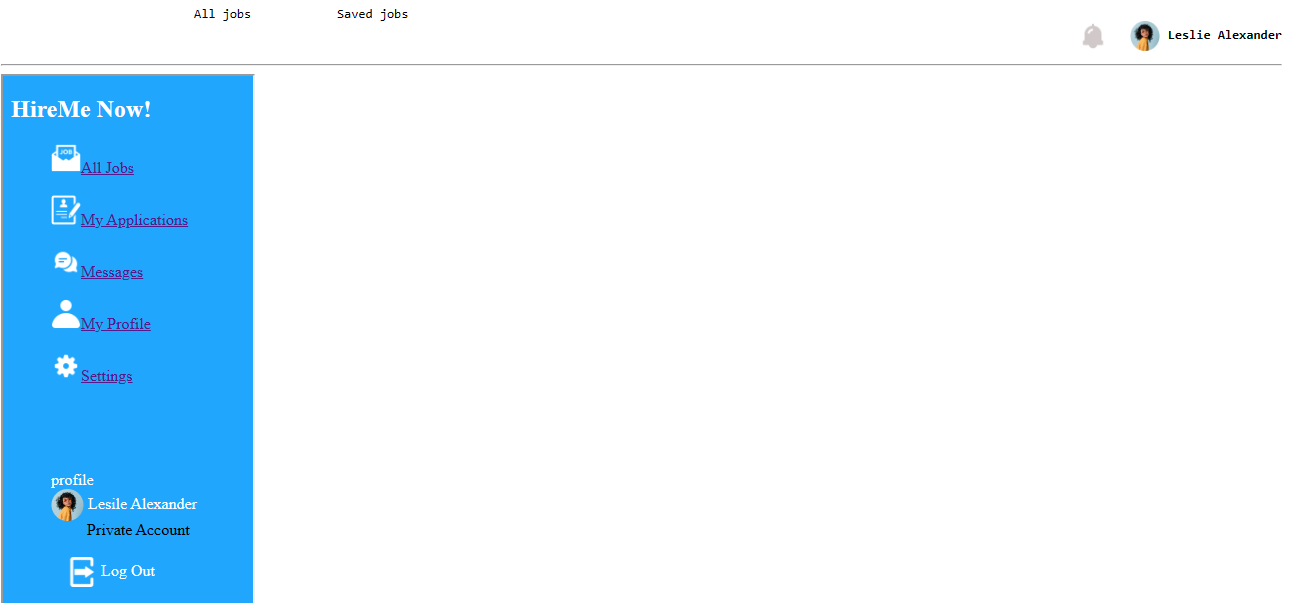 All jobs Saved jobs
Leslie Alexander
HireMe Now!
JOB
All Jobs
My Applications
Messages
My Profile
Settings
profile
Lesile Alexander
Private Account
Log Out